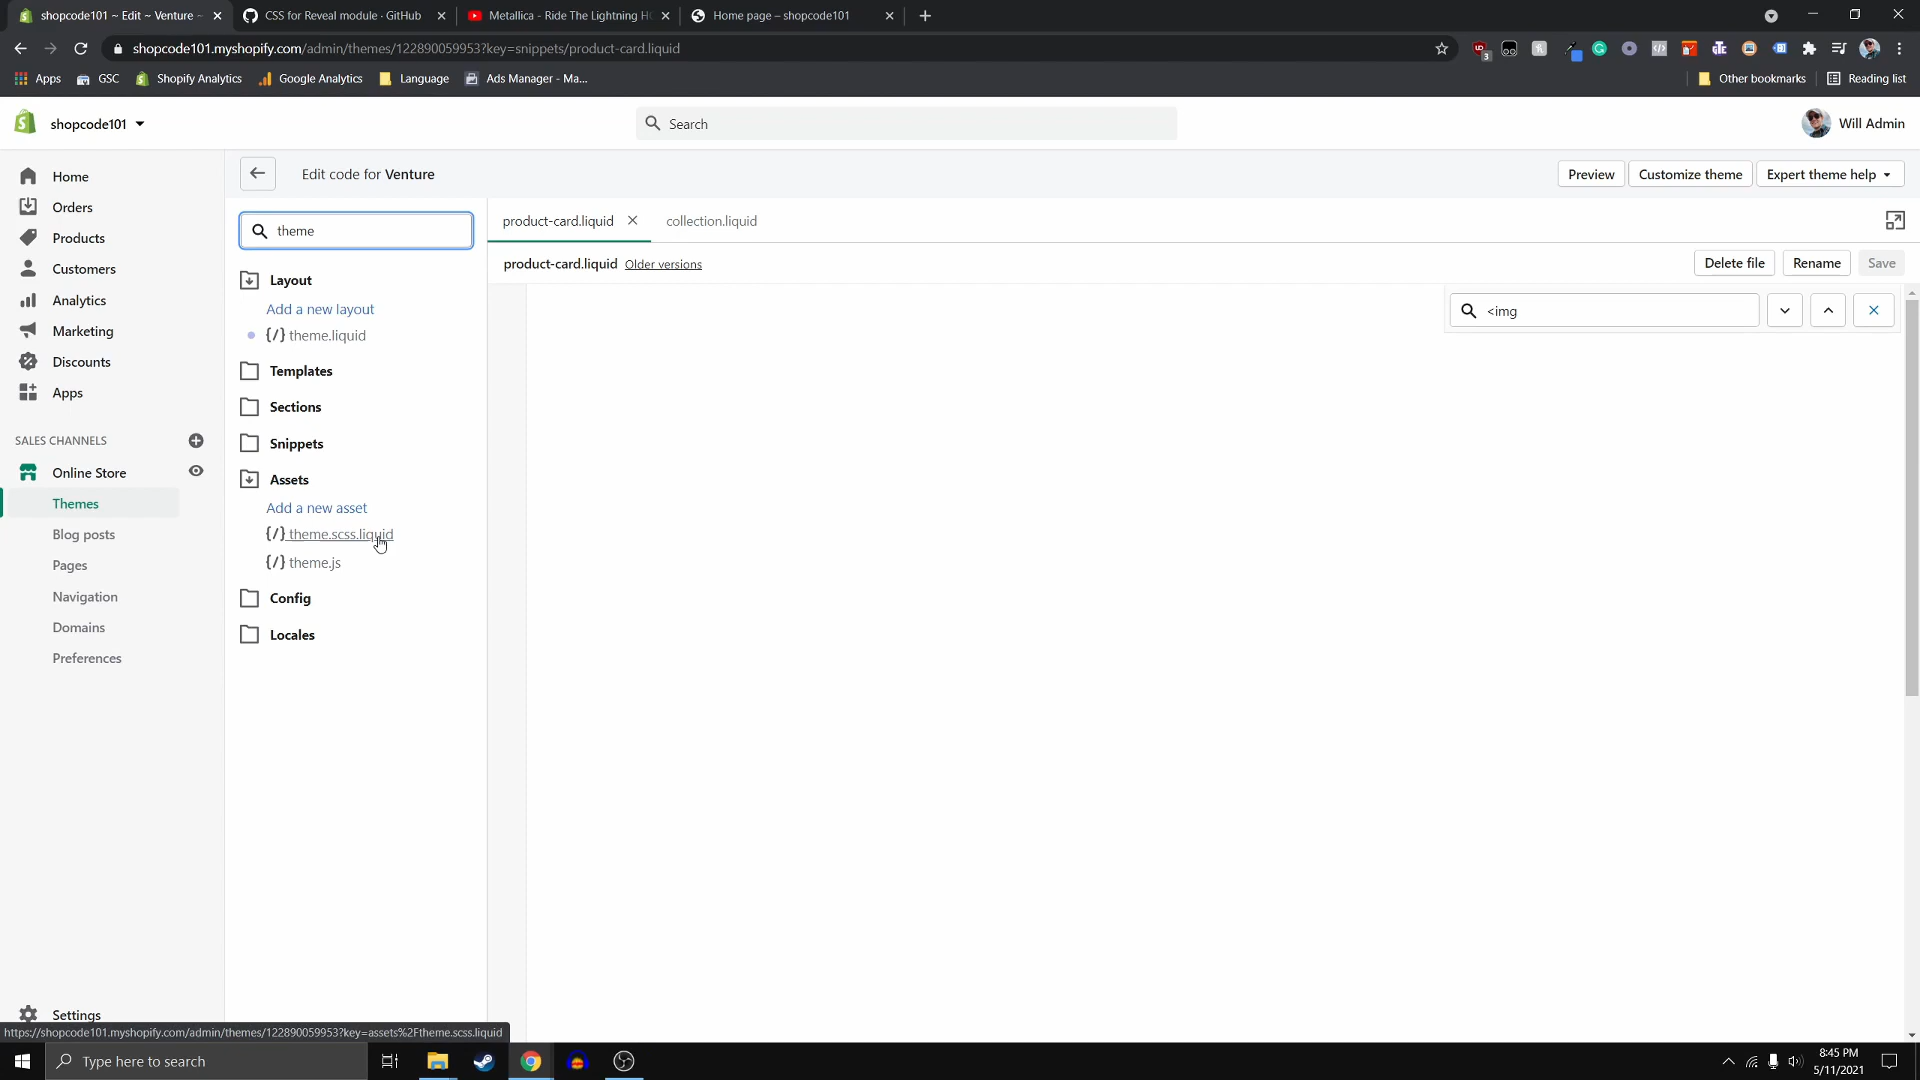 shopcode101 ~ Edit ~ Venture ~
CSS for Reveal module · GitHub
Metallica - Ride The Lightning H
Home page – shopcode101
shopcode101.myshopify.com/admin/themes/122890059953?key=snippets/product-card.liquid
3
Apps
GSC
Shopify Analytics
Google Analytics
Language
Ads Manager - Ma...
Other bookmarks
Reading list
shopcode101
Search
Will Admin
Home
Orders
Products
Customers
Analytics
Marketing
Discounts
Apps
SALES CHANNELS
Online Store
Themes
Blog posts
Pages
Navigation
Domains
Preferences
Settings
Edit code for Venture
Preview
Customize theme
Expert theme help
theme
Layout
Add a new layout
{/} theme.liquid
Templates
Sections
Snippets
Assets
Add a new asset
{/} theme.scss.liquid
{/} theme.js
Config
Locales
product-card.liquid
collection.liquid
product-card.liquid Older versions
Delete file
Rename
Save
<img
https://shopcode101.myshopify.com/admin/themes/122890059953?key=assets%2Ftheme.scss.liquid
Type here to search
8:45 PM
5/11/2021